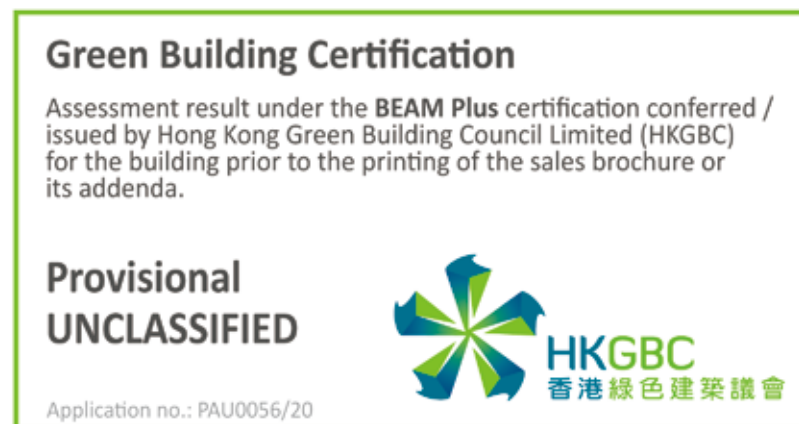 Green Building Certification
Assessment result under the BEAM Plus certification conferred /
issued by Hong Kong Green Building Council Limited (HKGBC)
for the building prior to the printing of the sales brochure or
its addenda.
Provisional
UNCLASSIFIED
HKGBC
香港綠色建築議會
Application no.: PAU0056/20